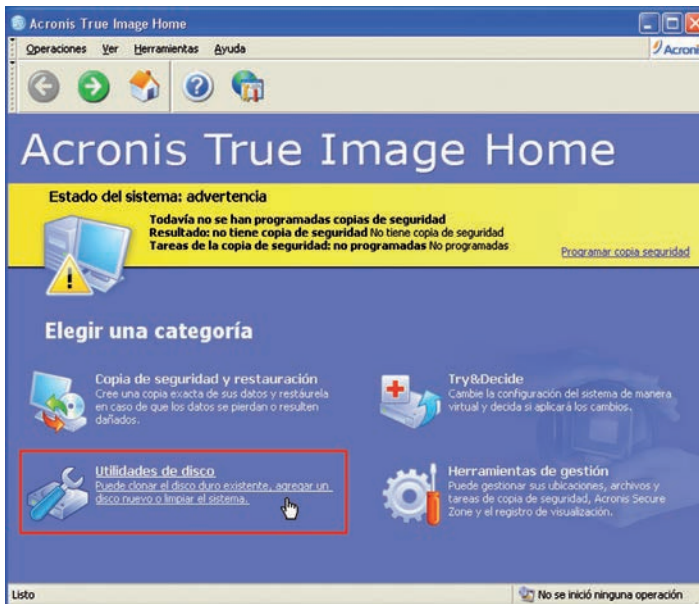 Acronis True Image Home
Operaciones Ver Herramientas Ayuda
Acroni
Acronis True Image Home
Estado del sistema: advertencia
Todavía no se han programadas copias de seguridad
Resultado: no tiene copia de seguridad No tiene copia de seguridad
Tareas de la copia de seguridad: no programadas No programadas
Programar copia seguridad
Elegir una categoría
Copia de seguridad y restauración
Cree una copia exacta de sus datos y restáurela
en caso de que los datos se pierdan o resulten
dañados.
Try&Decide
Cambie la configuración del sistema de manera
virtual y decida si aplicará los cambios.
Utilidades de disco
Puede clonar el disco duro existente, agregar un
disco nuevo o limpiar el sistema.
Herramientas de gestión
Puede gestionar sus ubicaciones, archivos y
tareas de copia de seguridad, Acronis Secure
Zone y el registro de visualización.
Listo
No se inició ninguna operación